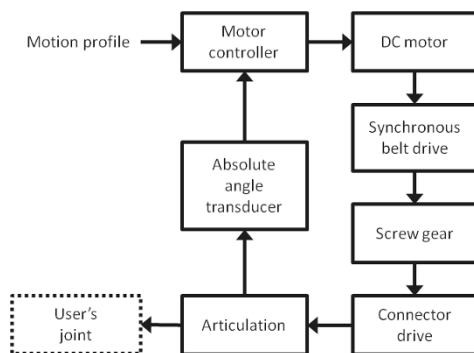 Motion profile
Motor
controller
DC motor
Synchronous
belt drive
Absolute
angle
transducer
Screw gear
User's
joint
Articulation
Connector
drive